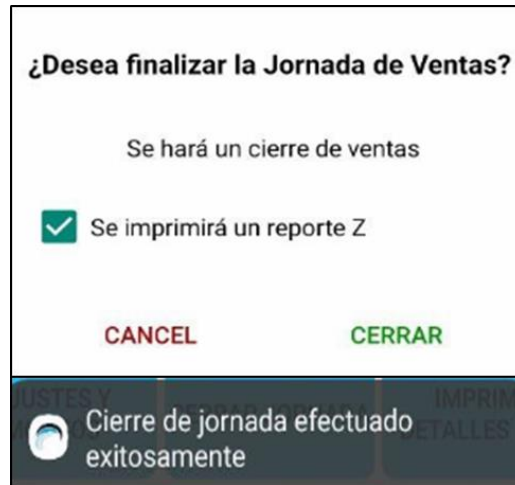 ¿Desea finalizar la Jornada de Ventas?
Se hará un cierre de ventas
Se imprimirá un reporte Z
CANCEL CERRAR
Cierre de jornada efectuado
exitosamente